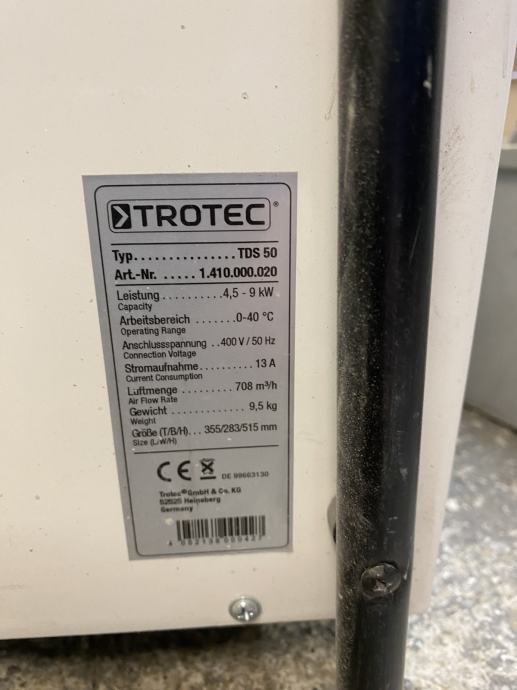 TROTEC®
Typ............... TDS 50
Art.-Nr. ..... 1.410.000.020
Leistung..........4,5 - 9 kW
Capacity
Arbeitsbereich .......0-40 °C
Operating Range
Anschlussspannung ..400 V / 50 Hz
Connection Voltage
Stromaufnahme.......... 13 A
Current Consumption
Luftmenge .......... 708 m³/h
Air Flow Rate
Gewicht ............. 9,5 kg
Weight
Größe (T/B/H)... 355/283/515 mm
Size (L/W/H)
CE DE 99663130
Trotec® GmbH & Co. KG
52525 Heinsberg
Germany